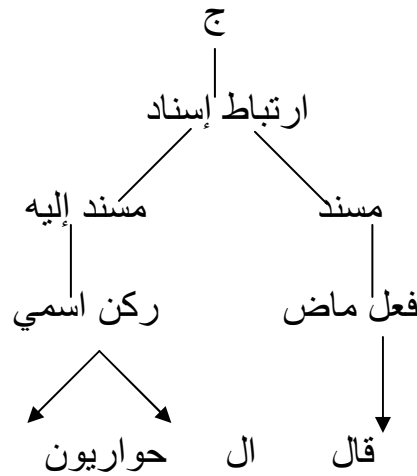 ج
ارتباط إسناد
مسند مسند إليه
فعل ماض ركن اسمي
قال ال حواريون